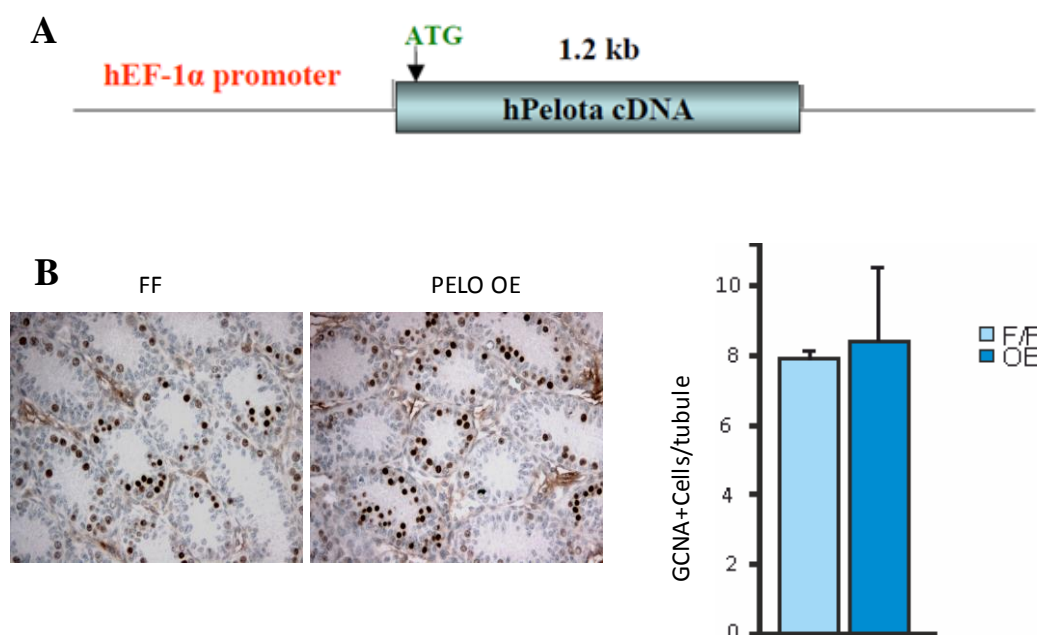 A
ATG
1.2 kb
hEF-1α promoter
hPelota cDNA
B
FF
PELO OE
GCNA+Cells/tubule
10
8
6
4
2
0
F/F
OE